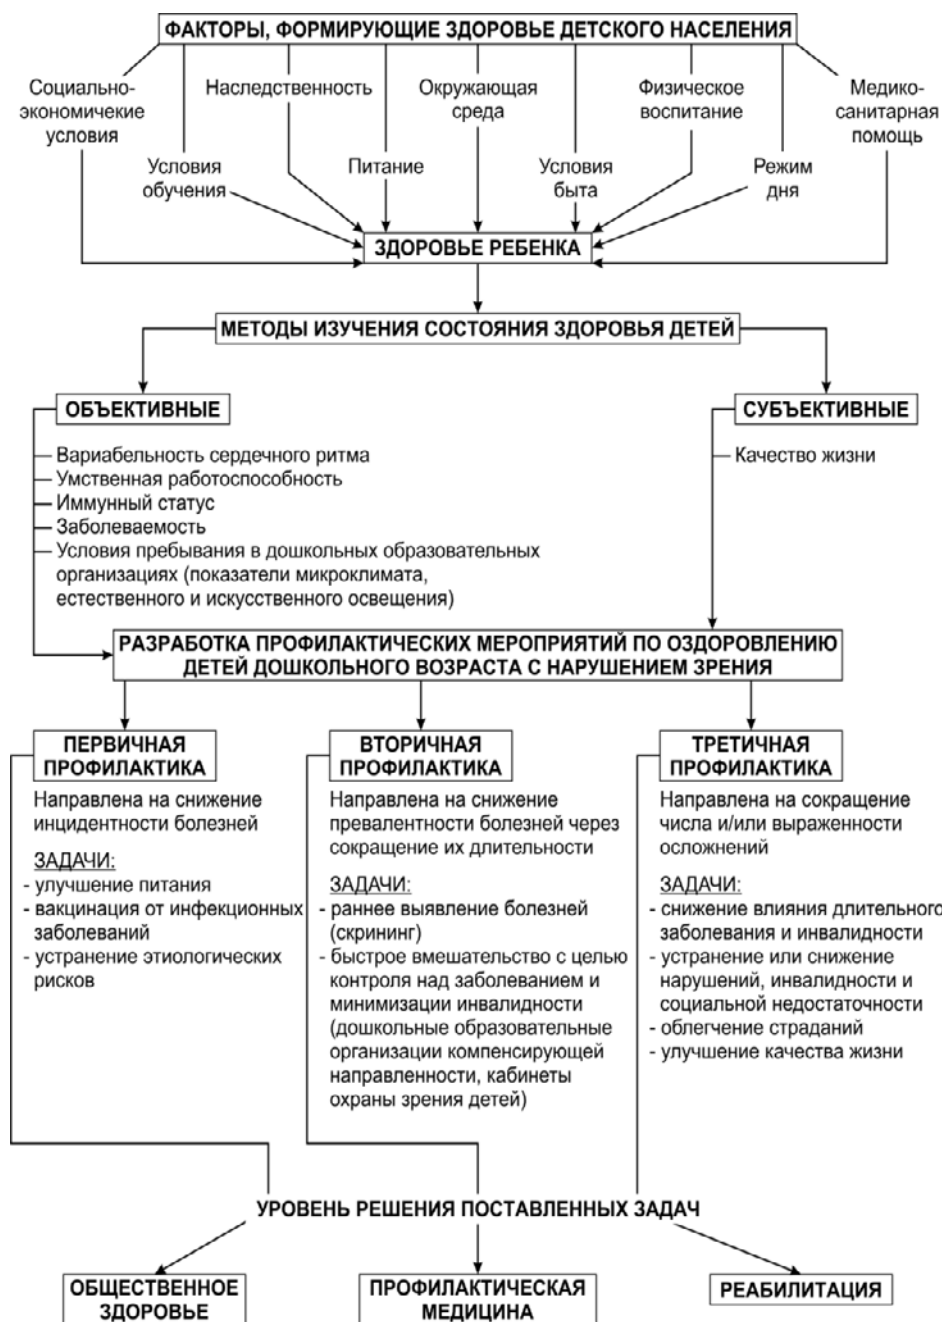 ФАКТОРЫ, ФОРМИРУЮЩИЕ ЗДОРОВЬЕ ДЕТСКОГО НАСЕЛЕНИЯ
Социально-
экономичекие
условия
Условия
обучения
Наследственность
Питание
Окружающая
среда
Условия
быта
Физическое
воспитание
Режим
дня
Медико-
санитарная
помощь
ЗДОРОВЬЕ РЕБЕНКА
МЕТОДЫ ИЗУЧЕНИЯ СОСТОЯНИЯ ЗДОРОВЬЯ ДЕТЕЙ
ОБЪЕКТИВНЫЕ
Вариабельность сердечного ритма
Умственная работоспособность
Иммунный статус
Заболеваемость
Условия пребывания в дошкольных образовательных
организациях (показатели микроклимата,
естественного и искусственного освещения)
СУБЪЕКТИВНЫЕ
Качество жизни
РАЗРАБОТКА ПРОФИЛАКТИЧЕСКИХ МЕРОПРИЯТИЙ ПО ОЗДОРОВЛЕНИЮ
ДЕТЕЙ ДОШКОЛЬНОГО ВОЗРАСТА С НАРУШЕНИЕМ ЗРЕНИЯ
ПЕРВИЧНАЯ
ПРОФИЛАКТИКА
Направлена на снижение
инцидентности болезней
ЗАДАЧИ:
- улучшение питания
- вакцинация от инфекционных
заболеваний
- устранение этиологических
рисков
ВТОРИЧНАЯ
ПРОФИЛАКТИКА
Направлена на снижение
превалентности болезней через
сокращение их длительности
ЗАДАЧИ:
- раннее выявление болезней
(скрининг)
- быстрое вмешательство с целью
контроля над заболеванием и
минимизации инвалидности
(дошкольные образовательные
организации компенсирующей
направленности, кабинеты
охраны зрения детей)
ТРЕТИЧНАЯ
ПРОФИЛАКТИКА
Направлена на сокращение
числа и/или выраженности
осложнений
ЗАДАЧИ:
- снижение влияния длительного
заболевания и инвалидности
- устранение или снижение
нарушений, инвалидности и
социальной недостаточности
- облегчение страданий
- улучшение качества жизни
УРОВЕНЬ РЕШЕНИЯ ПОСТАВЛЕННЫХ ЗАДАЧ
ОБЩЕСТВЕННОЕ
ЗДОРОВЬЕ
ПРОФИЛАКТИЧЕСКАЯ
МЕДИЦИНА
РЕАБИЛИТАЦИЯ